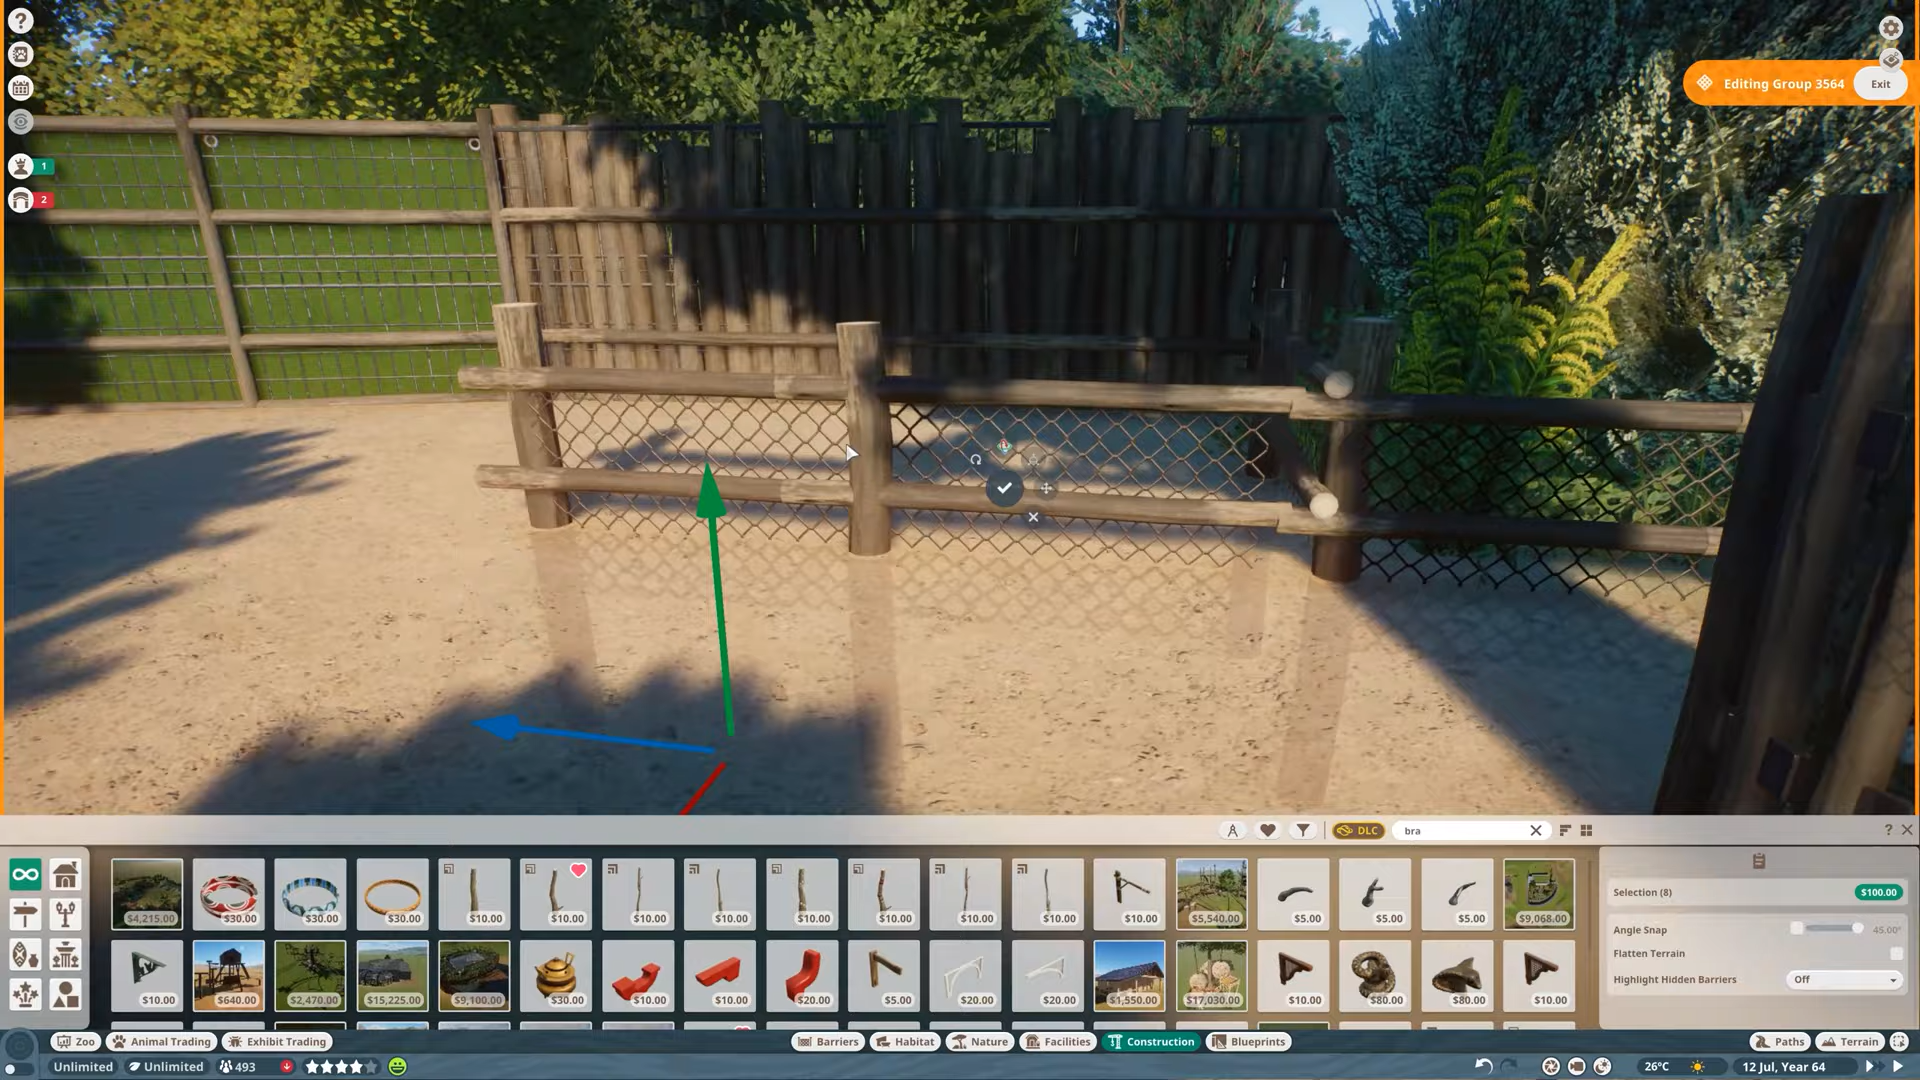 ?
Editing Group 3564
Exit
1
2
DLC
bra
?
$4,215.00
$30.00
$30.00
$30.00
$10.00
$10.00
$10.00
$10.00
$10.00
$10.00
$10.00
$10.00
$10.00
$5,540.00
$5.00
$5.00
$5.00
$9,068.00
$10.00
$640.00
$2,470.00
$15,225.00
$9,100.00
$30.00
$10.00
$10.00
$20.00
$5.00
$20.00
$20.00
$1,550.00
$17,030.00
$10.00
$80.00
$80.00
$10.00
Selection (8)
$100.00
Angle Snap
45.00°
Flatten Terrain
Highlight Hidden Barriers
Off
Zoo
Animal Trading
Exhibit Trading
Barriers
Habitat
Nature
Facilities
Construction
Blueprints
Paths
Terrain
Unlimited
Unlimited
493
26°C
12 Jul, Year 64